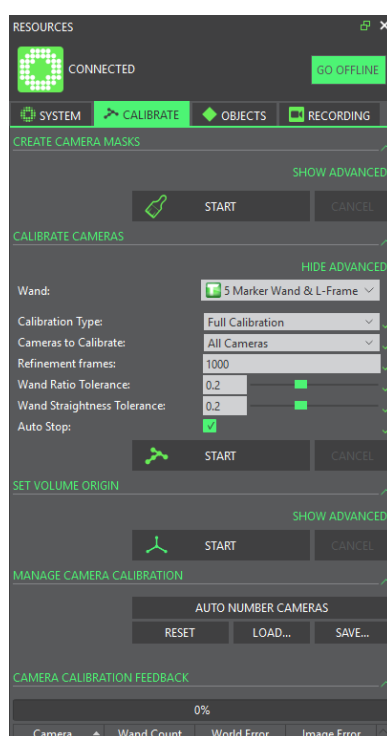 RESOURCES
CONNECTED
GO OFFLINE
SYSTEM CALIBRATE OBJECTS RECORDING
CREATE CAMERA MASKS
SHOW ADVANCED
START CANCEL
CALIBRATE CAMERAS
HIDE ADVANCED
Wand: 5 Marker Wand & L-Frame
Calibration Type: Full Calibration
Cameras to Calibrate: All Cameras
Refinement frames: 1000
Wand Ratio Tolerance: 0.2
Wand Straightness Tolerance: 0.2
Auto Stop:
START CANCEL
SET VOLUME ORIGIN
SHOW ADVANCED
START CANCEL
MANAGE CAMERA CALIBRATION
AUTO NUMBER CAMERAS
RESET LOAD... SAVE...
CAMERA CALIBRATION FEEDBACK
0%
Camera Wand Count World Error Image Error